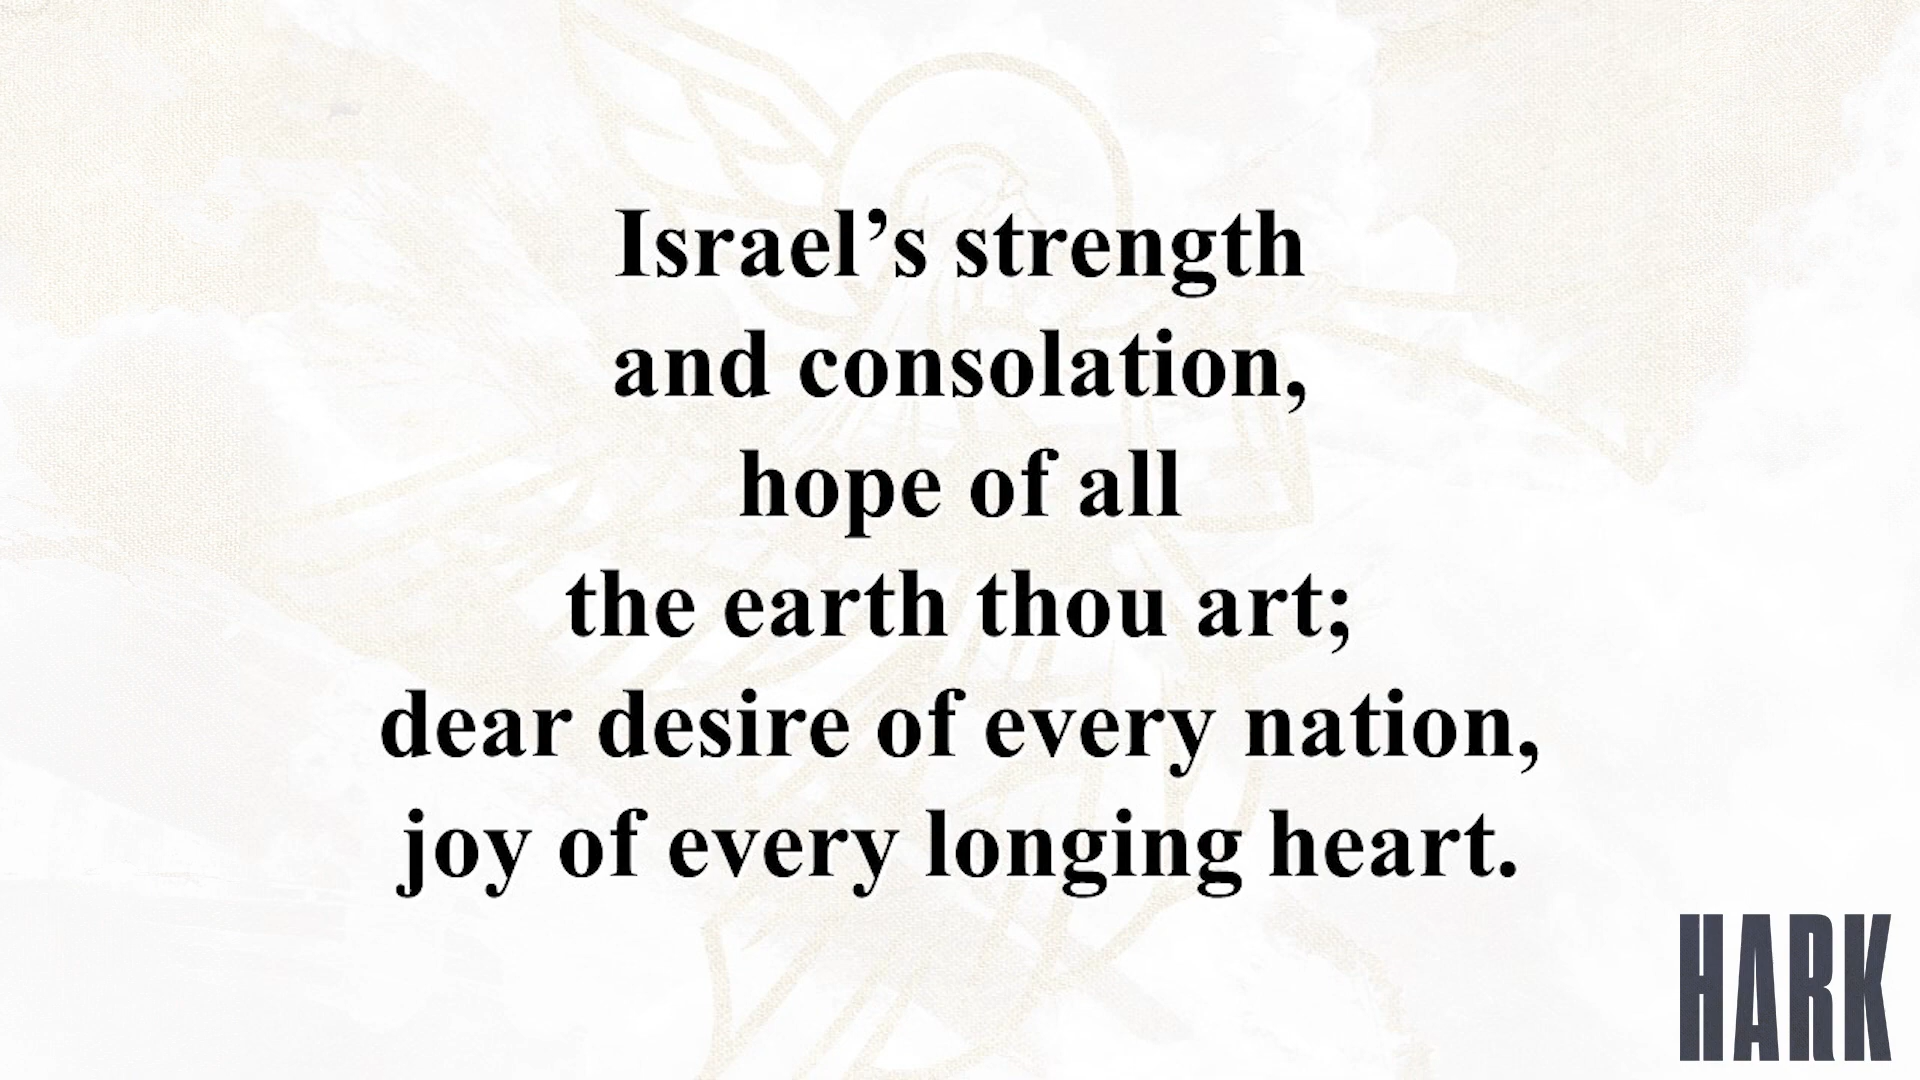 Israel’s strength
and consolation,
hope of all
the earth thou art;
dear desire of every nation,
joy of every longing heart.
HARK